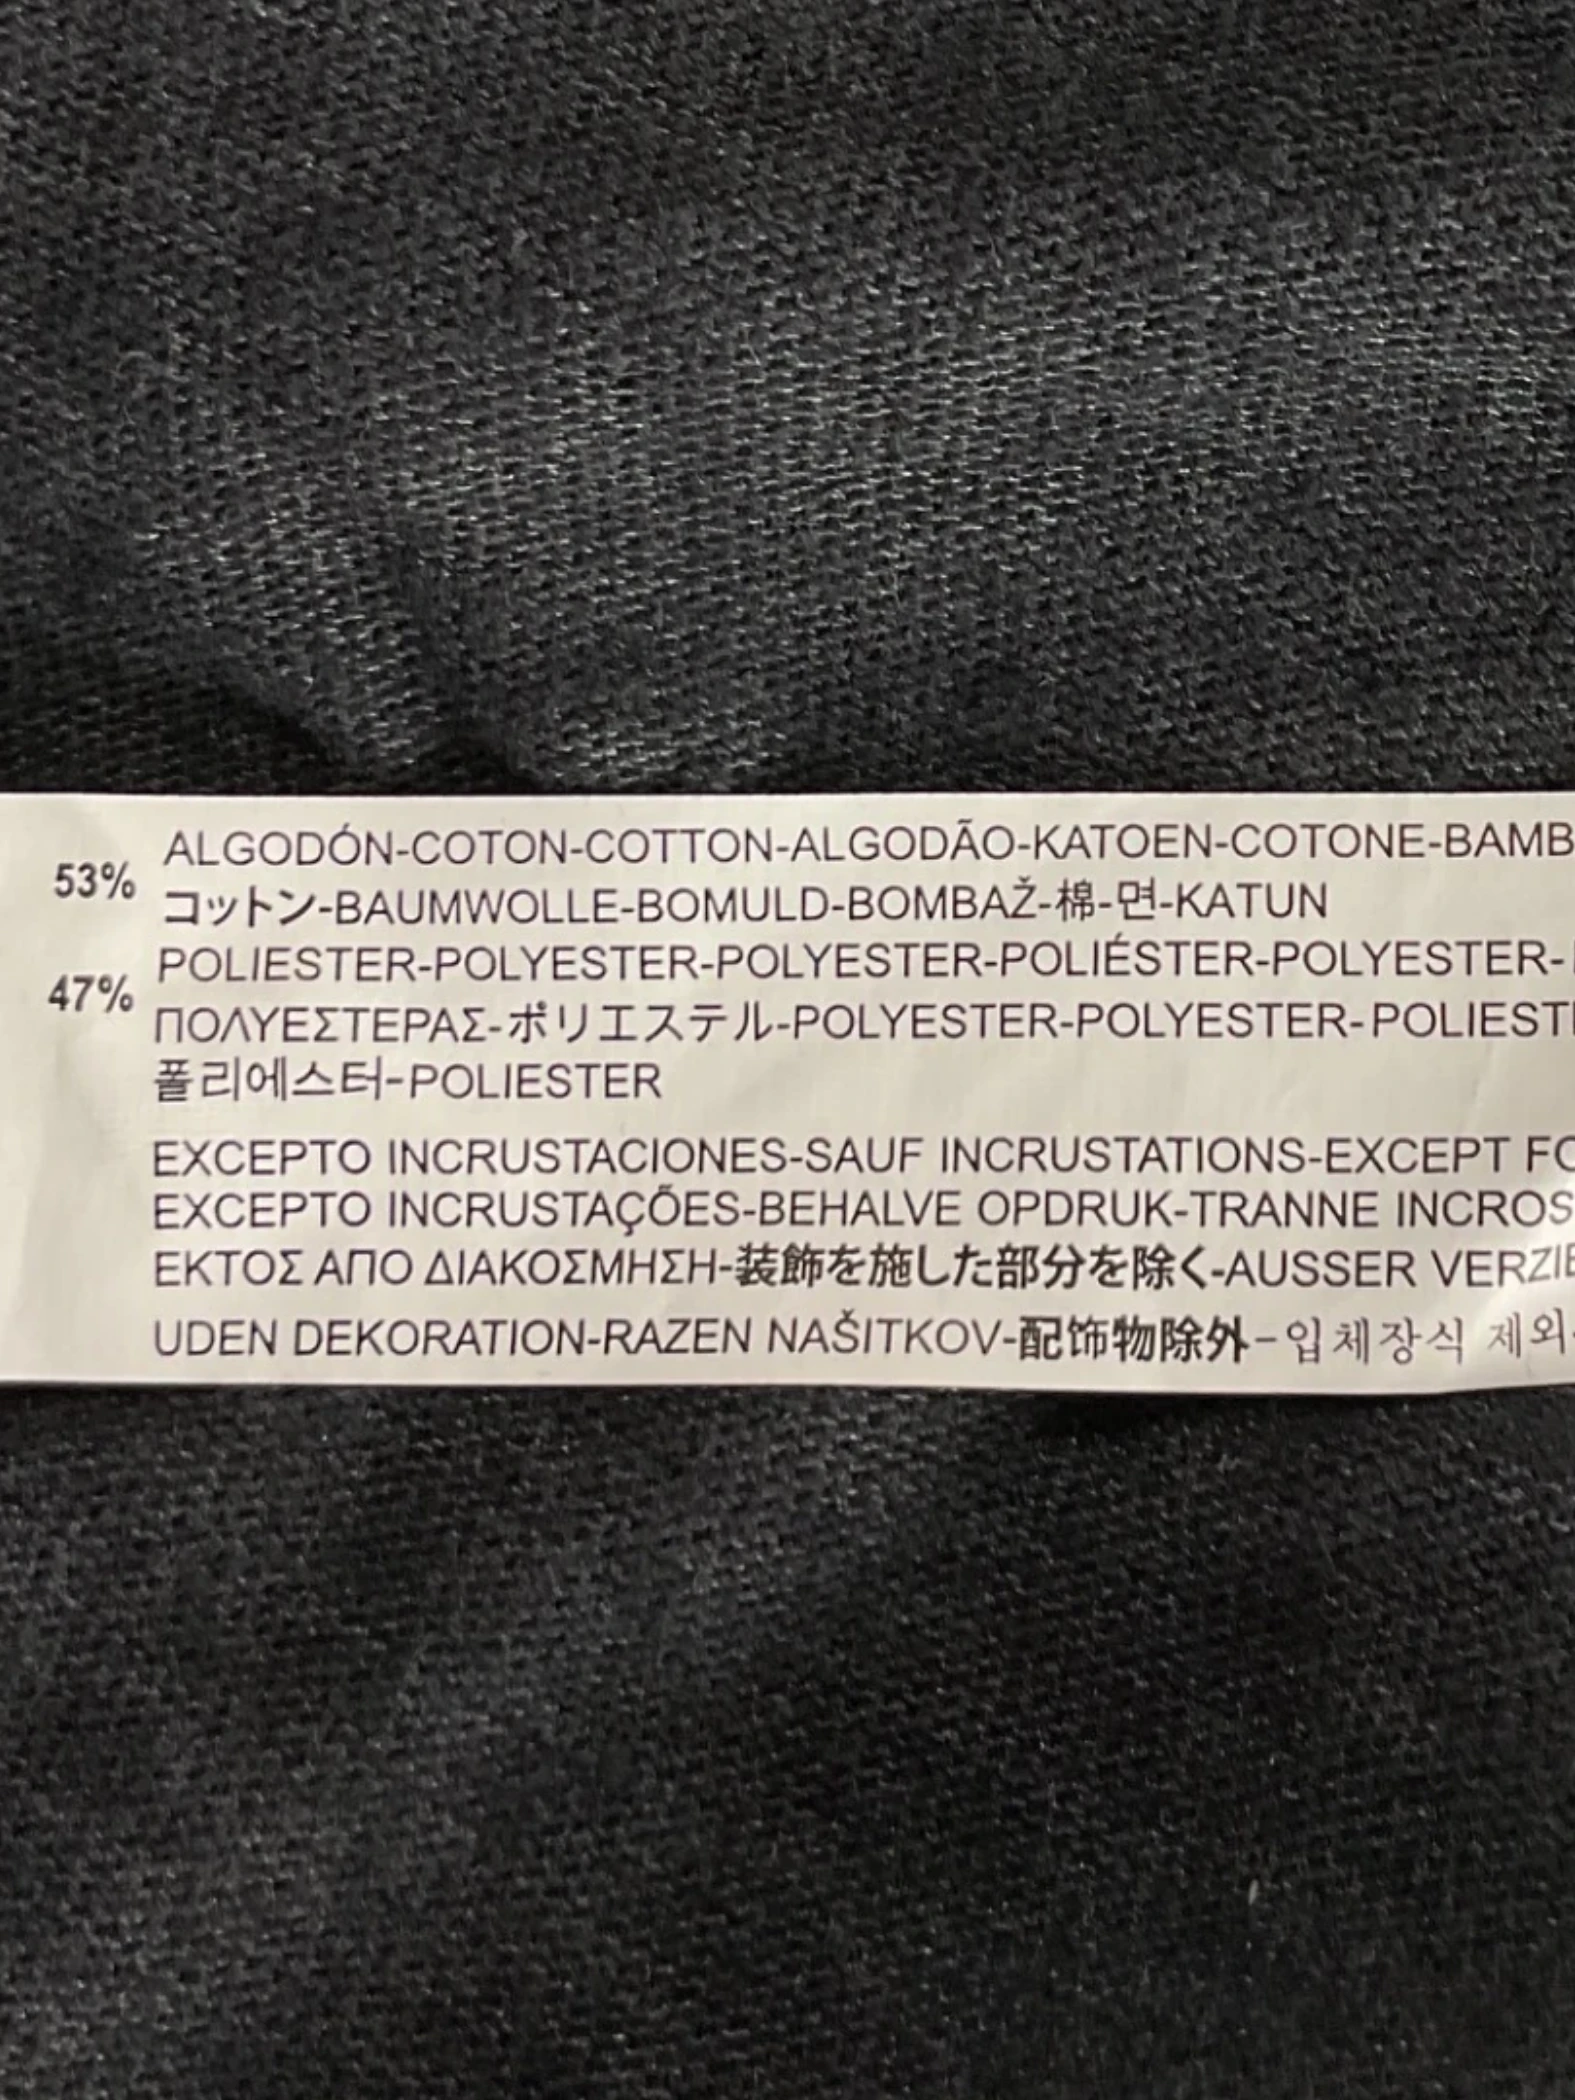 53% ALGODÓN-COTON-COTTON-ALGODÃO-KATOEN-COTONE-BAMB
コットン-BAUMWOLLE-BOMULD-BOMBAŽ-棉-면-KATUN
47% POLIESTER-POLYESTER-POLYESTER-POLIÉSTER-POLYESTER-
ΠΟΛΥΕΣΤΕΡΑΣ-ポリエステル-POLYESTER-POLYESTER-POLIEST
폴리에스터-POLIESTER
EXCEPTO INCRUSTACIONES-SAUF INCRUSTATIONS-EXCEPT FO
EXCEPTO INCRUSTAÇÕES-BEHALVE OPDRUK-TRANNE INCROS
ΕΚΤΟΣ ΑΠΟ ΔΙΑΚΟΣΜΗΣΗ-装飾を施した部分を除く-AUSSER VERZIE
UDEN DEKORATION-RAZEN NAŠITKOV-配饰物除外-입체장식 제외-